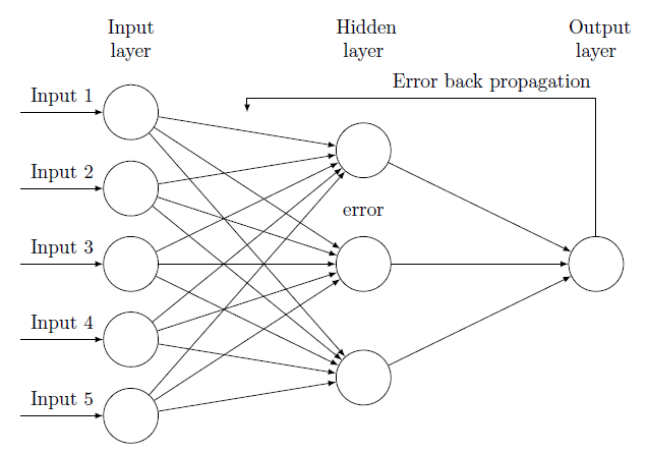 Input
layer
Hidden
layer
Output
layer
Error back propagation
Input 1
Input 2
error
Input 3
Input 4
Input 5